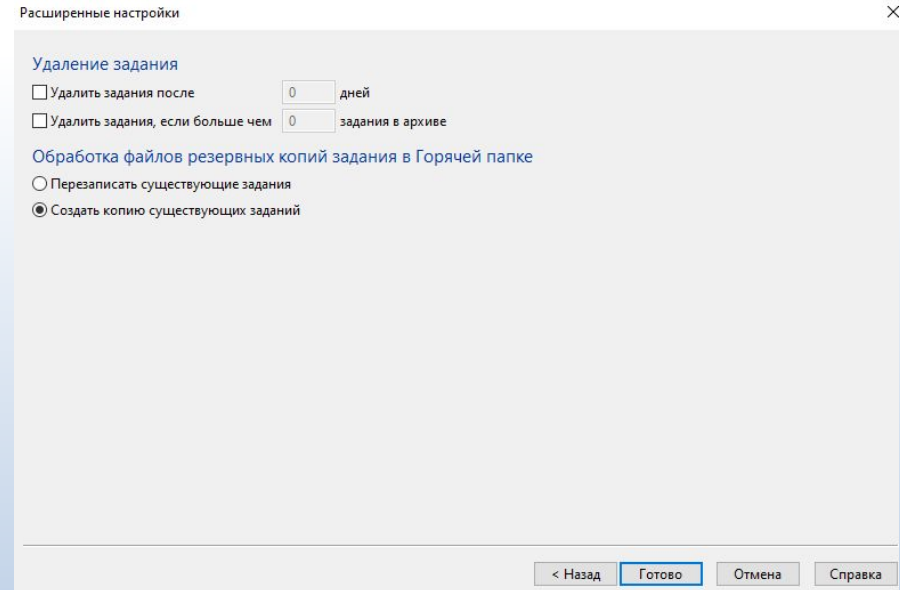 Расширенные настройки
Удаление задания
Удалить задания после 0 дней
Удалить задания, если больше чем 0 задания в архиве
Обработка файлов резервных копий задания в Горячей папке
Перезаписать существующие задания
Создать копию существующих заданий
< Назад Готово Отмена Справка